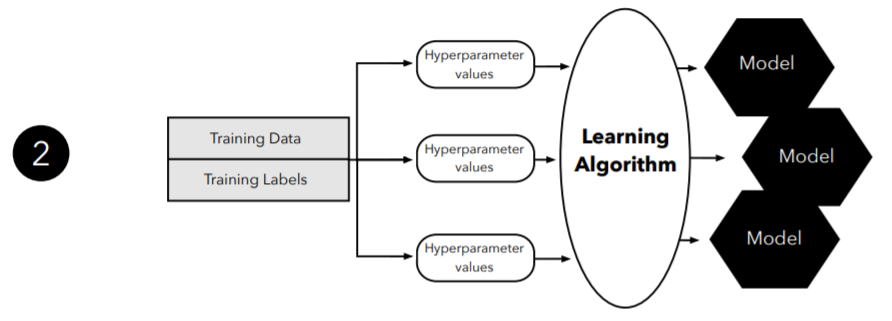 2
Training Data
Training Labels
Hyperparameter
values
Hyperparameter
values
Hyperparameter
values
Learning
Algorithm
Model
Model
Model